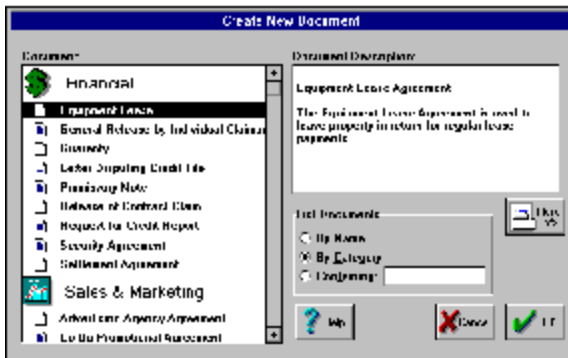 Create New Document
Document
Document Description
Financial
Equipment Lease
General Release by Individual
Guaranty
Letter Disputing Credit File
Promissory Note
Release of Contract Claim
Request for Credit Report
Security Agreement
Settlement Agreement
Sales & Marketing
Advertising Agency Agreement
Promotional Agreement
Equipment Lease Agreement
The Equipment Lease Agreement is used to
lease property in return for regular lease
payments
List Documents
By Name
By Category
Containing:
Help
Cancel